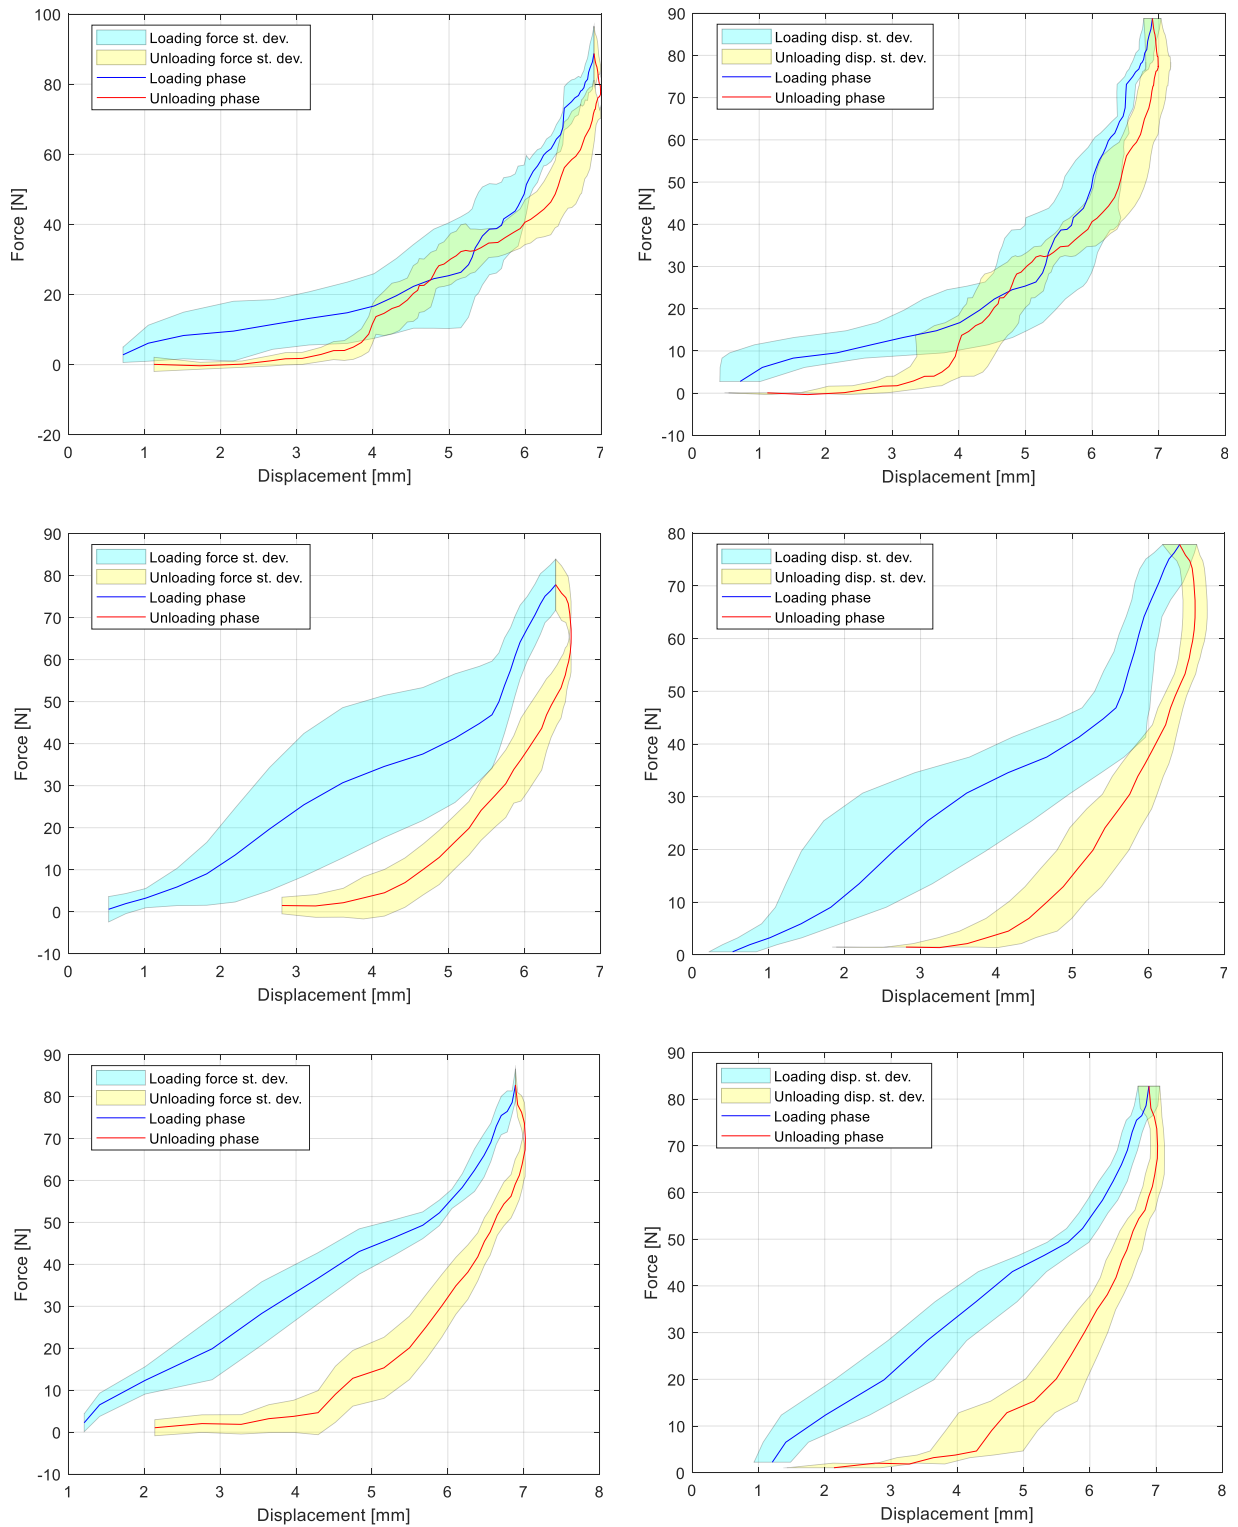 100
80
60
40
20
0
-20
Force [N]
0 1 2 3 4 5 6 7
Displacement [mm]
Loading force st. dev.
Unloading force st. dev.
Loading phase
Unloading phase
90
80
70
60
50
40
30
20
10
0
-10
Force [N]
0 1 2 3 4 5 6 7 8
Displacement [mm]
Loading disp. st. dev.
Unloading disp. st. dev.
Loading phase
Unloading phase
90
80
70
60
50
40
30
20
10
0
-10
Force [N]
0 1 2 3 4 5 6 7
Displacement [mm]
Loading force st. dev.
Unloading force st. dev.
Loading phase
Unloading phase
80
70
60
50
40
30
20
10
0
Force [N]
0 1 2 3 4 5 6 7
Displacement [mm]
Loading disp. st. dev.
Unloading disp. st. dev.
Loading phase
Unloading phase
90
80
70
60
50
40
30
20
10
0
-10
Force [N]
1 2 3 4 5 6 7 8
Displacement [mm]
Loading force st. dev.
Unloading force st. dev.
Loading phase
Unloading phase
90
80
70
60
50
40
30
20
10
0
Force [N]
0 1 2 3 4 5 6 7 8
Displacement [mm]
Loading disp. st. dev.
Unloading disp. st. dev.
Loading phase
Unloading phase